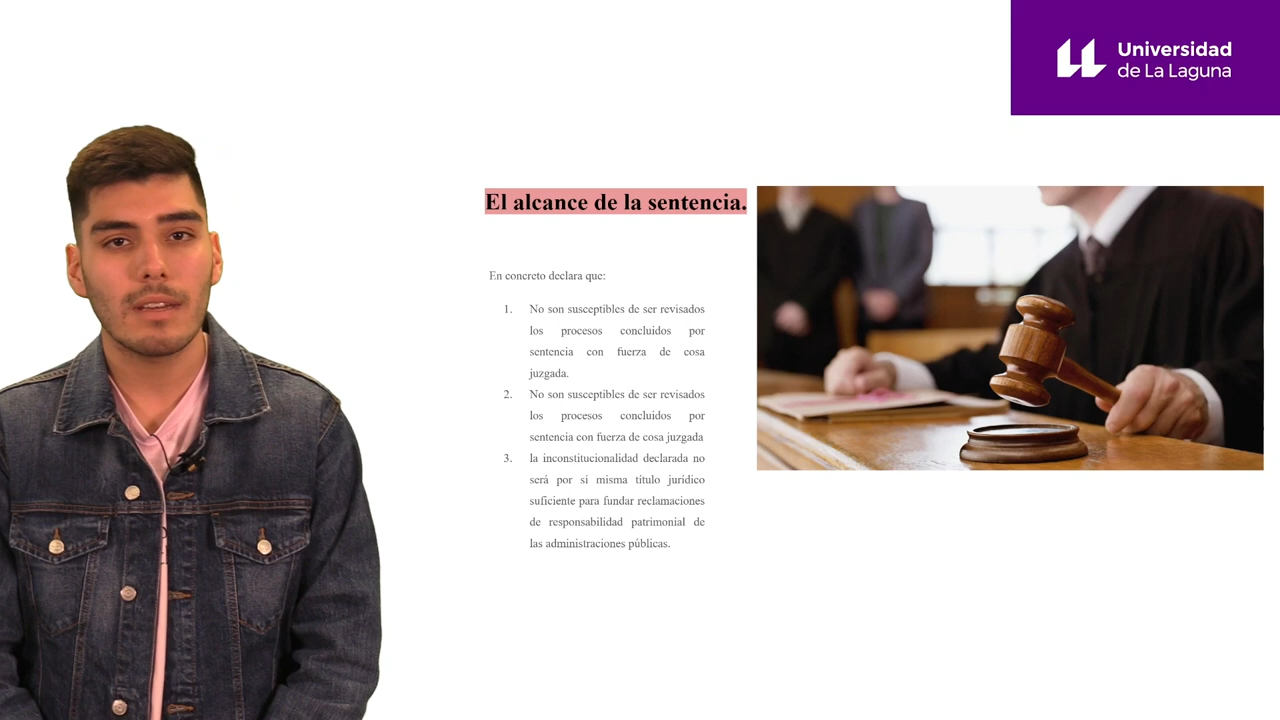 Universidad
de La Laguna
El alcance de la sentencia.
En concreto declara que:
1. No son susceptibles de ser revisados
los procesos concluidos por
sentencia con fuerza de cosa
juzgada.
2. No son susceptibles de ser revisados
los procesos concluidos por
sentencia con fuerza de cosa juzgada
3. la inconstitucionalidad declarada no
será por si misma título jurídico
suficiente para fundar reclamaciones
de responsabilidad patrimonial de
las administraciones públicas.